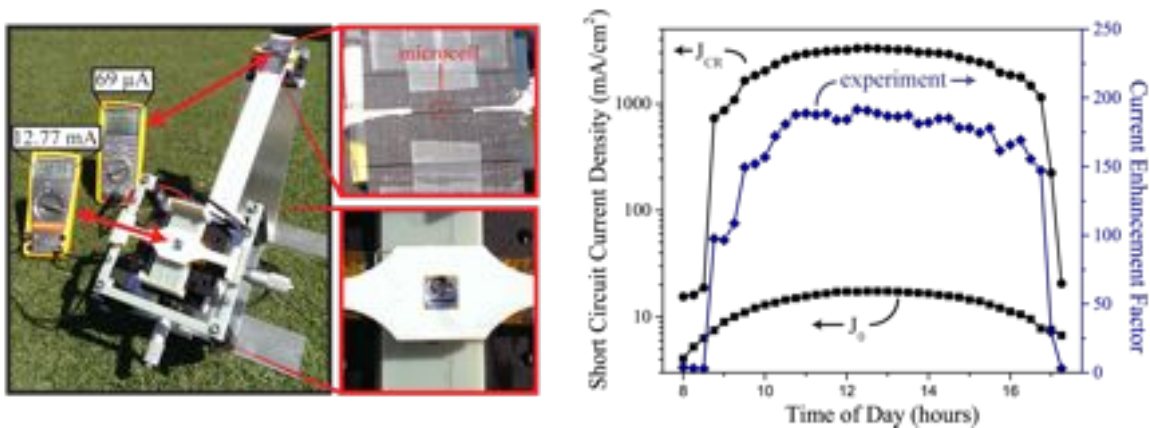 69 µA
12.77 mA
microcell
Short Circuit Current Density (mA/cm²)
1000
100
10
J_CR
experiment
J_0
250
200
150
100
50
0
Current Enhancement Factor
8
10
12
14
16
Time of Day (hours)